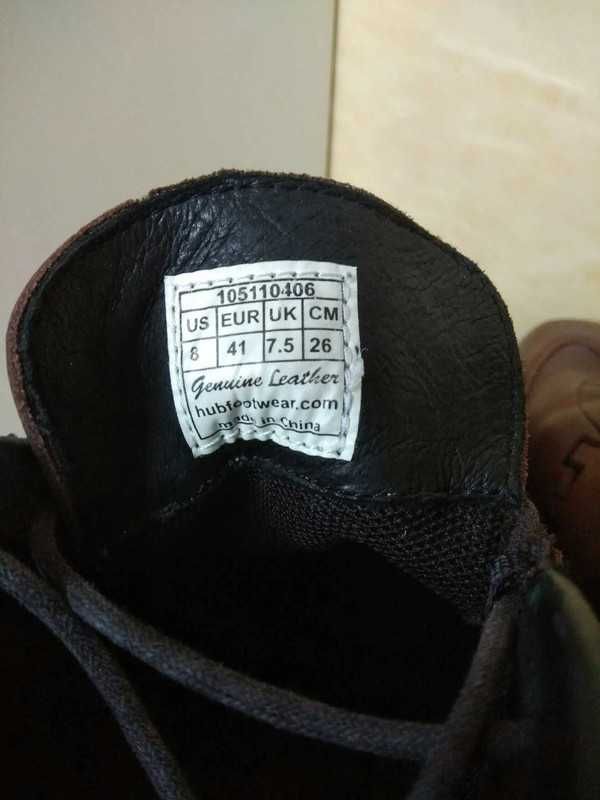 105110406
US EUR UK CM
8 41 7.5 26
Genuine Leather
hubfootwear.com
made in China